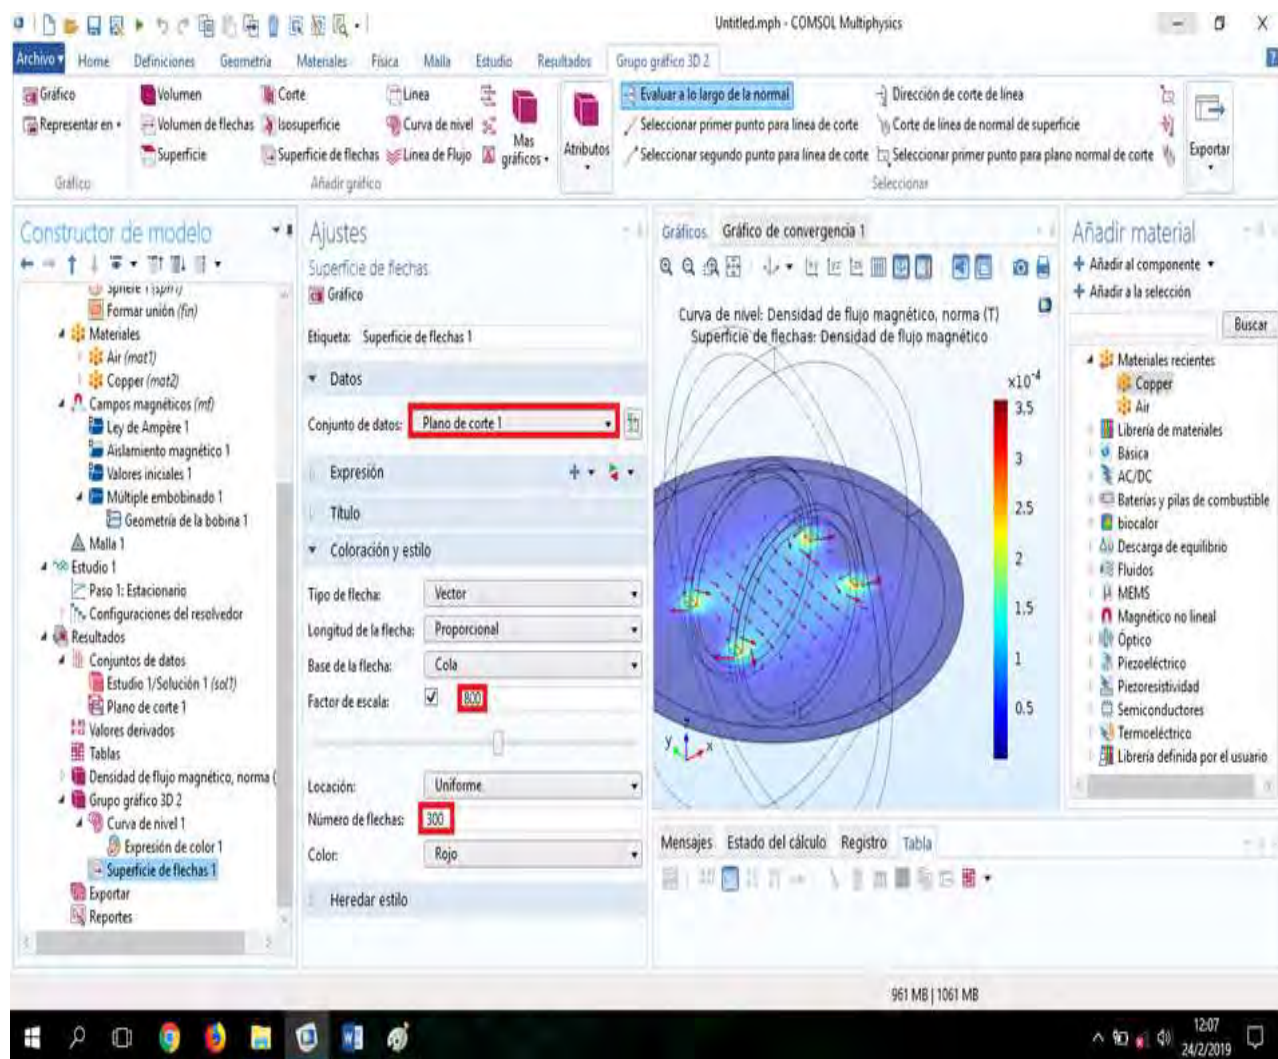 Untitled.mph - COMSOL Multiphysics
Archivo Home Definiciones Geometría Materiales Física Malla Estudio Resultados Grupo gráfico 3D 2
Gráfico Volumen Corte Linea Evaluar a lo largo de la normal Dirección de corte de línea
Representar en Volumen de flechas Isosuperficie Curva de nivel Seleccionar primer punto para línea de corte Corte de línea de normal de superficie
Superficie Superficie de flechas Línea de Flujo Mas gráficos Atributos Seleccionar segundo punto para línea de corte Seleccionar primer punto para plano normal de corte Exportar
Gráfico Añadir gráfico Seleccionar
Constructor de modelo
Sphere 1 (sph1)
Formar unión (fin)
Materiales
Air (mat1)
Copper (mat2)
Campos magnéticos (mf)
Ley de Ampère 1
Aislamiento magnético 1
Valores iniciales 1
Múltiple embobinado 1
Geometría de la bobina 1
Malla 1
Estudio 1
Paso 1: Estacionario
Configuraciones del resolvedor
Resultados
Conjuntos de datos
Estudio 1/Solución 1 (sol1)
Plano de corte 1
Valores derivados
Tablas
Densidad de flujo magnético, norma (
Grupo gráfico 3D 2
Curva de nivel 1
Expresión de color 1
Superficie de flechas 1
Exportar
Reportes
Ajustes
Superficie de flechas
Gráfico
Etiqueta: Superficie de flechas 1
Datos
Conjunto de datos: Plano de corte 1
Expresión
Título
Coloración y estilo
Tipo de flecha: Vector
Longitud de la flecha: Proporcional
Base de la flecha: Cola
Factor de escala: 800
Locación: Uniforme
Número de flechas: 300
Color: Rojo
Heredar estilo
Gráficos Gráfico de convergencia 1
Curva de nivel: Densidad de flujo magnético, norma (T)
Superficie de flechas: Densidad de flujo magnético
×10⁻⁴
3.5
3
2.5
2
1.5
1
0.5
y x
Mensajes Estado del cálculo Registro Tabla
Añadir material
Añadir al componente
Añadir a la selección
Buscar
Materiales recientes
Copper
Air
Librería de materiales
Básica
AC/DC
Baterías y pilas de combustible
biocalor
Descarga de equilibrio
Fluidos
MEMS
Magnético no lineal
Óptico
Piezoeléctrico
Piezoresistividad
Semiconductores
Termoeléctrico
Librería definida por el usuario
961 MB | 1061 MB
12:07
24/2/2019